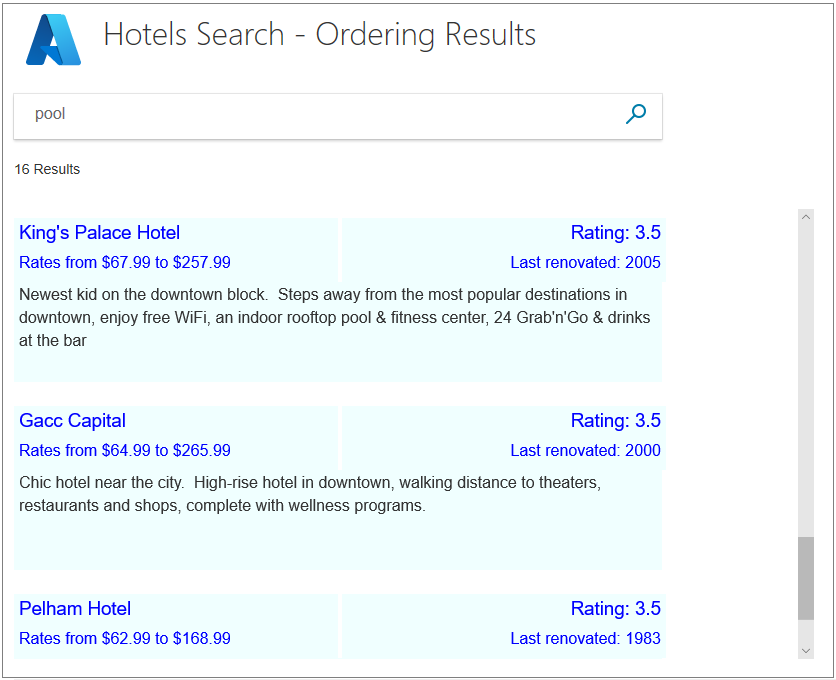 Hotels Search - Ordering Results
pool
16 Results
King's Palace Hotel Rating: 3.5
Rates from $67.99 to $257.99 Last renovated: 2005
Newest kid on the downtown block.  Steps away from the most popular destinations in
downtown, enjoy free WiFi, an indoor rooftop pool & fitness center, 24 Grab'n'Go & drinks
at the bar
Gacc Capital Rating: 3.5
Rates from $64.99 to $265.99 Last renovated: 2000
Chic hotel near the city.  High-rise hotel in downtown, walking distance to theaters,
restaurants and shops, complete with wellness programs.
Pelham Hotel Rating: 3.5
Rates from $62.99 to $168.99 Last renovated: 1983